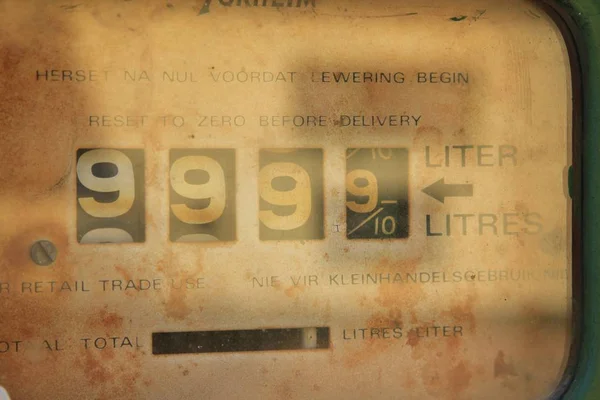 HERSET NA NUL VOORDAT LEWERING BEGIN
RESET TO ZERO BEFORE DELIVERY
LITER
9 9 9 9/10
LITRES
RETAIL TRADE USE NIE VIR KLEINHANDELSGEBRUIK
TOTAL LITRES LITER